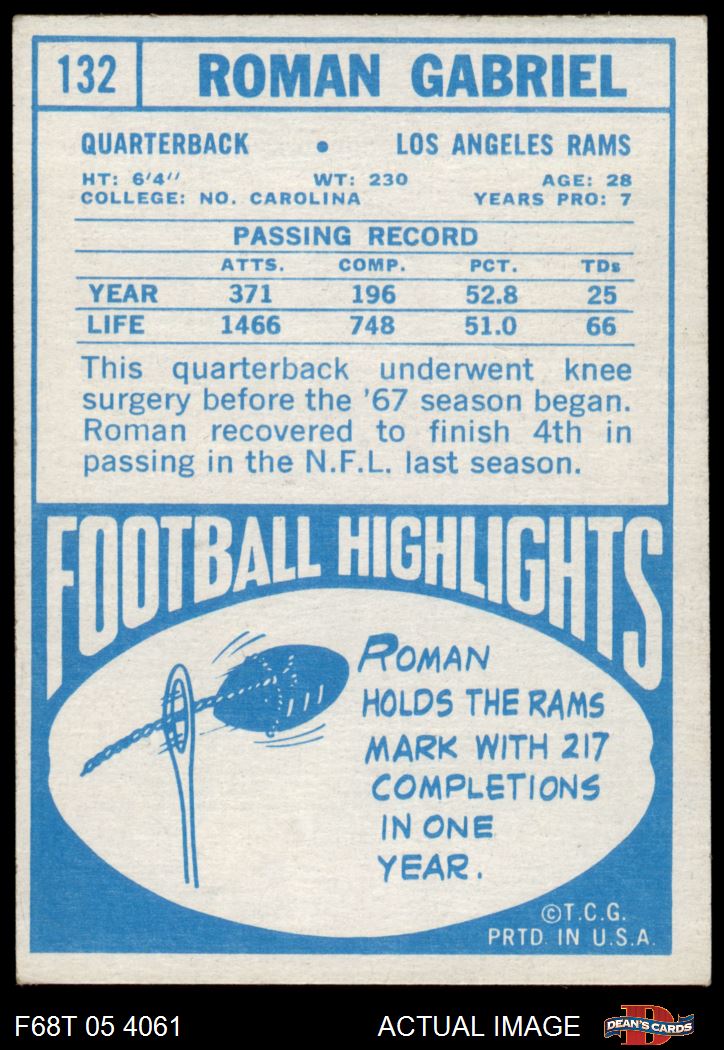 132 ROMAN GABRIEL
QUARTERBACK • LOS ANGELES RAMS
HT: 6'4" WT: 230 AGE: 28
COLLEGE: NO. CAROLINA YEARS PRO: 7
PASSING RECORD
ATTS. COMP. PCT. TDs
YEAR 371 196 52.8 25
LIFE 1466 748 51.0 66
This quarterback underwent knee
surgery before the '67 season began.
Roman recovered to finish 4th in
passing in the N.F.L. last season.
FOOTBALL HIGHLIGHTS
ROMAN
HOLDS THE RAMS
MARK WITH 217
COMPLETIONS
IN ONE
YEAR.
©T.C.G.
PRTD. IN U.S.A.
F68T 05 4061 ACTUAL IMAGE D DEAN'S CARDS